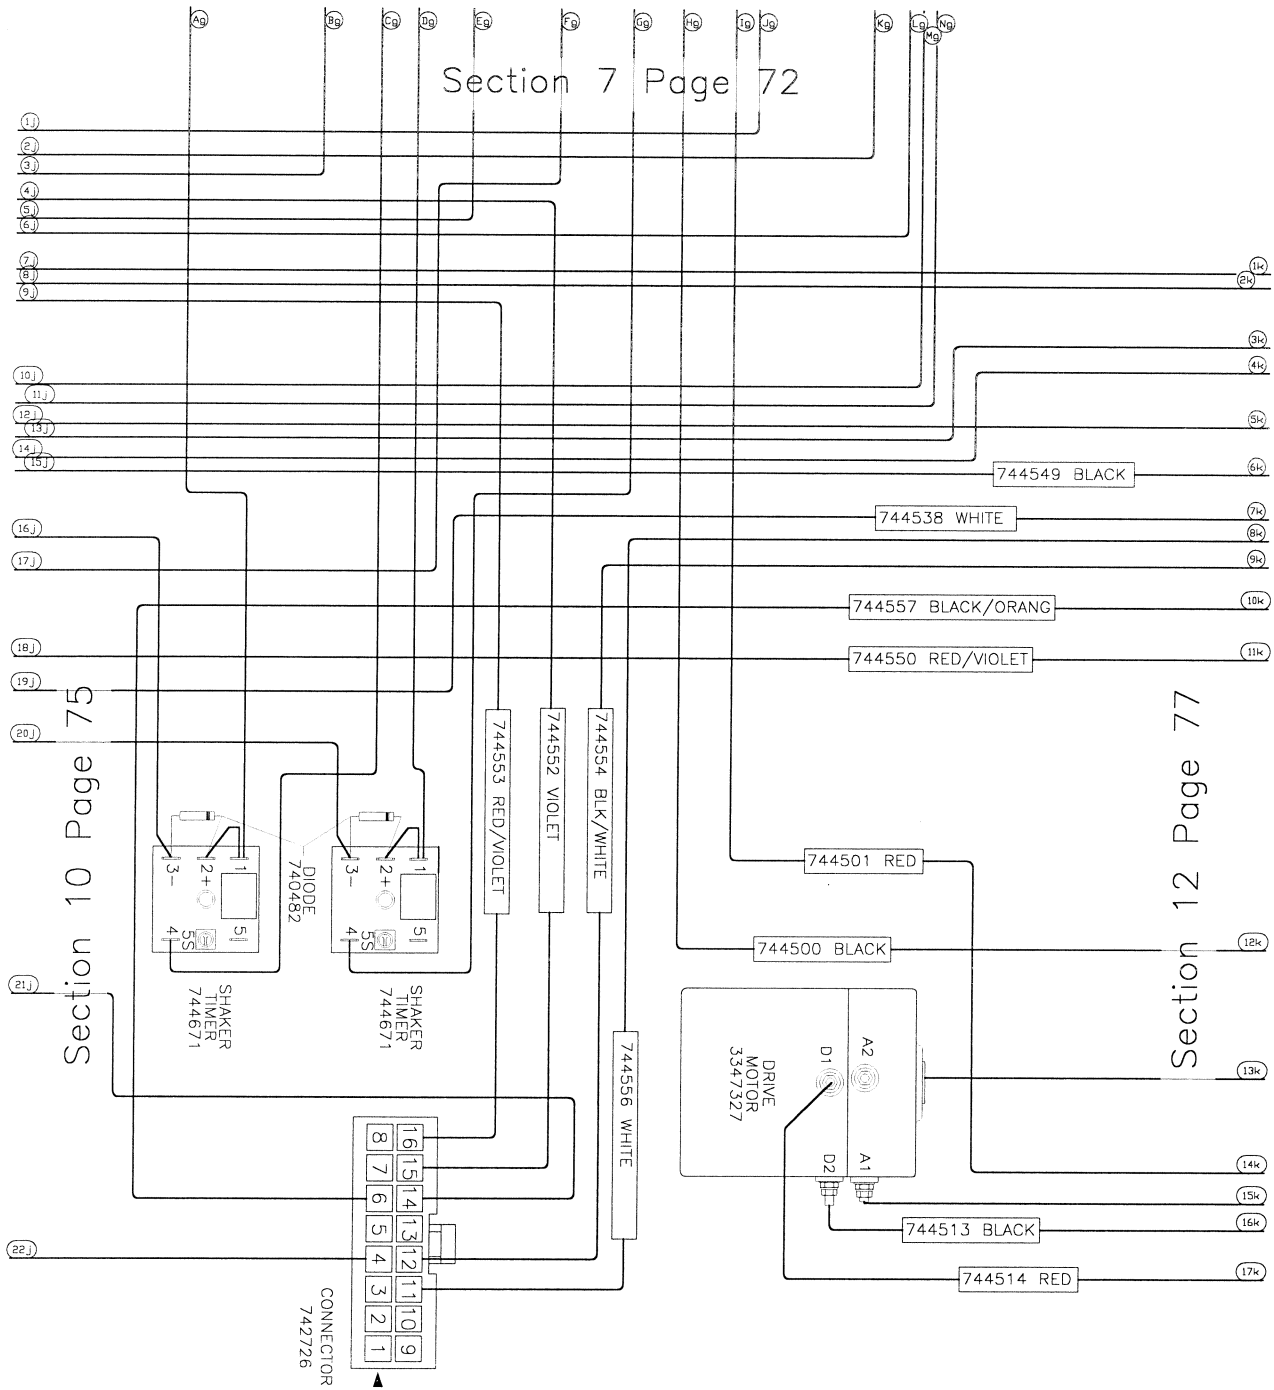 Ag
Bg
Cg
Dg
Eg
Fg
Gg
Hg
Ig
Jg
Kg
Lg
Mg
Ng
Section 7 Page 72
1j
2j
3j
4j
5j
6j
7j
8j
9j
1k
2k
3k
4k
10j
11j
12j
13j
14j
15j
5k
744549 BLACK
6k
744538 WHITE
7k
16j
8k
17j
9k
744557 BLACK/ORANG
10k
18j
744550 RED/VIOLET
11k
19j
20j
Section 10 Page 75
744553 RED/VIOLET
744552 VIOLET
744554 BLK/WHITE
Section 12 Page 77
3-
2+
1
4
5S
5
DIODE
740482
3-
2+
1
4
5S
5
744501 RED
744500 BLACK
12k
SHAKER
TIMER
744671
SHAKER
TIMER
744671
21j
744556 WHITE
DRIVE
MOTOR
3347327
D1
A2
D2
A1
13k
14k
15k
744513 BLACK
16k
744514 RED
17k
22j
8
16
7
15
6
14
5
13
4
12
3
11
2
10
1
9
CONNECTOR
742726